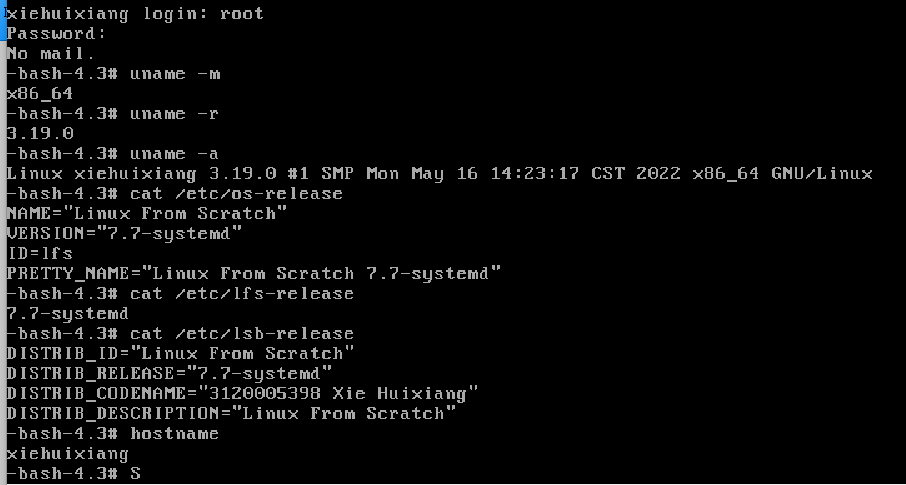 xiehuixiang login: root
Password:
No mail.
-bash-4.3# uname -m
x86_64
-bash-4.3# uname -r
3.19.0
-bash-4.3# uname -a
Linux xiehuixiang 3.19.0 #1 SMP Mon May 16 14:23:17 CST 2022 x86_64 GNU/Linux
-bash-4.3# cat /etc/os-release
NAME="Linux From Scratch"
VERSION="7.7-systemd"
ID=lfs
PRETTY_NAME="Linux From Scratch 7.7-systemd"
-bash-4.3# cat /etc/lfs-release
7.7-systemd
-bash-4.3# cat /etc/lsb-release
DISTRIB_ID="Linux From Scratch"
DISTRIB_RELEASE="7.7-systemd"
DISTRIB_CODENAME="3120005398 Xie Huixiang"
DISTRIB_DESCRIPTION="Linux From Scratch"
-bash-4.3# hostname
xiehuixiang
-bash-4.3# S